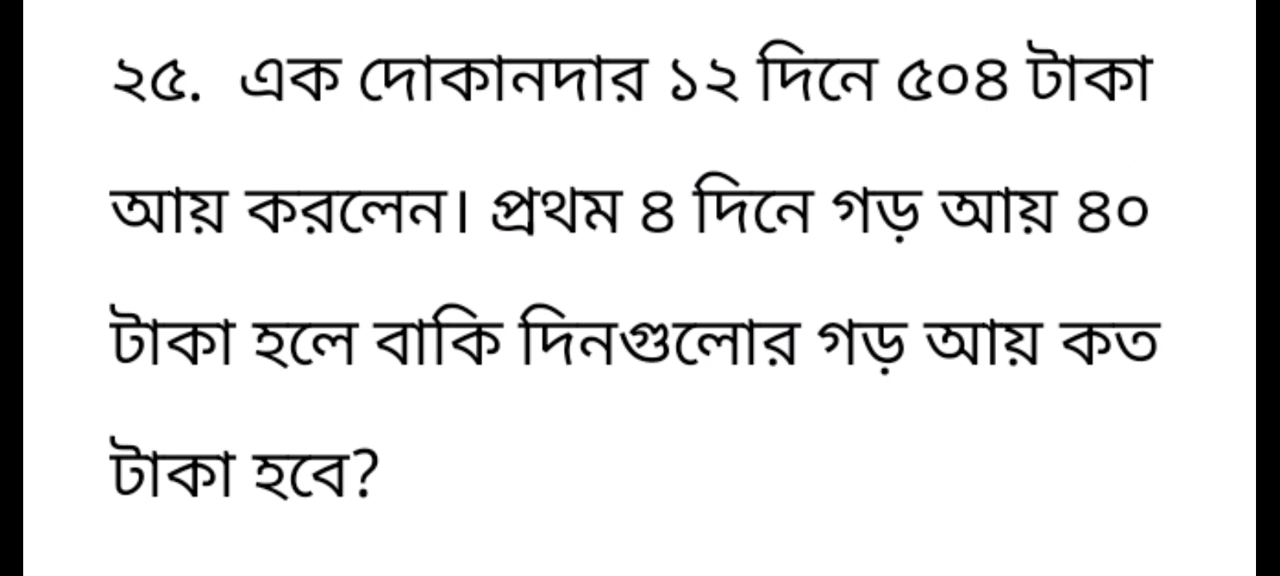 ২৫. এক দোকানদার ১২ দিনে ৫০৪ টাকা
আয় করলেন। প্রথম ৪ দিনে গড় আয় ৪০
টাকা হলে বাকি দিনগুলোর গড় আয় কত
টাকা হবে?